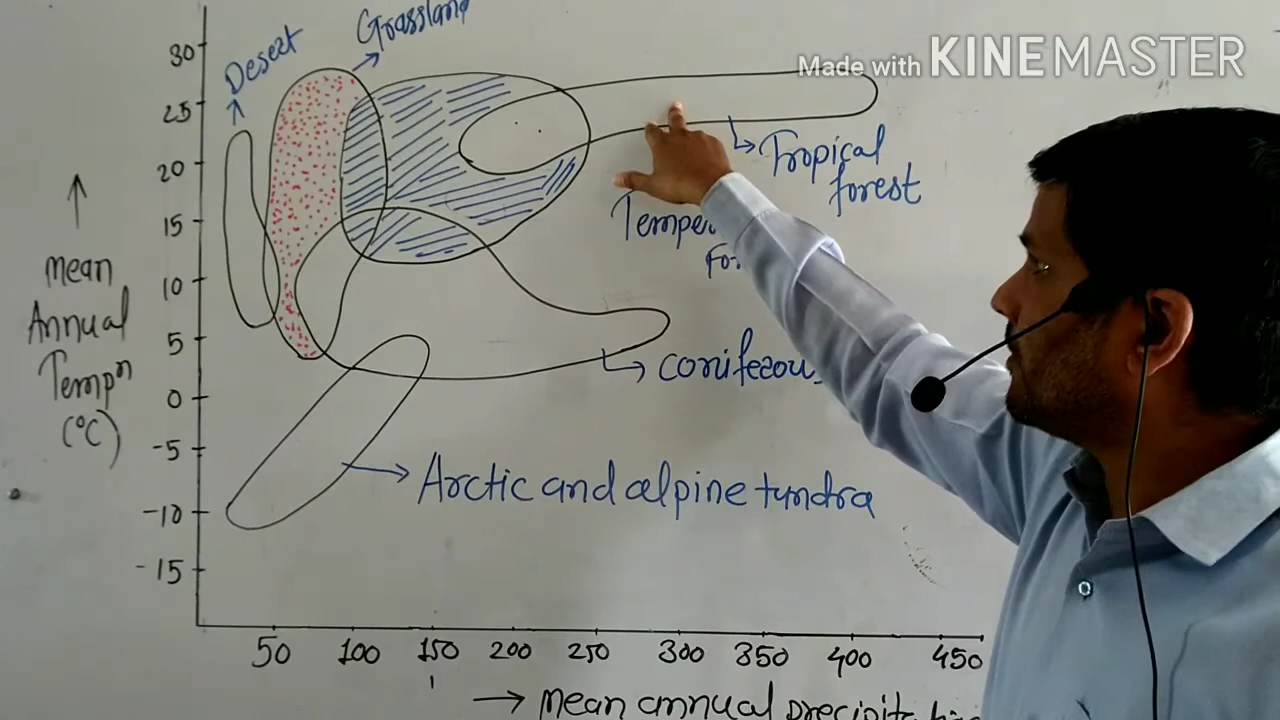 Made with KINEMASTER
Grassland
Desert
30
25
20
15
10
5
0
-5
-10
-15
↑
Mean
Annual
Tempⁿ
(°C)
Tropical
forest
coniferous
Arctic and alpine tundra
50 100 150 200 250 300 350 400 450
→ Mean annual